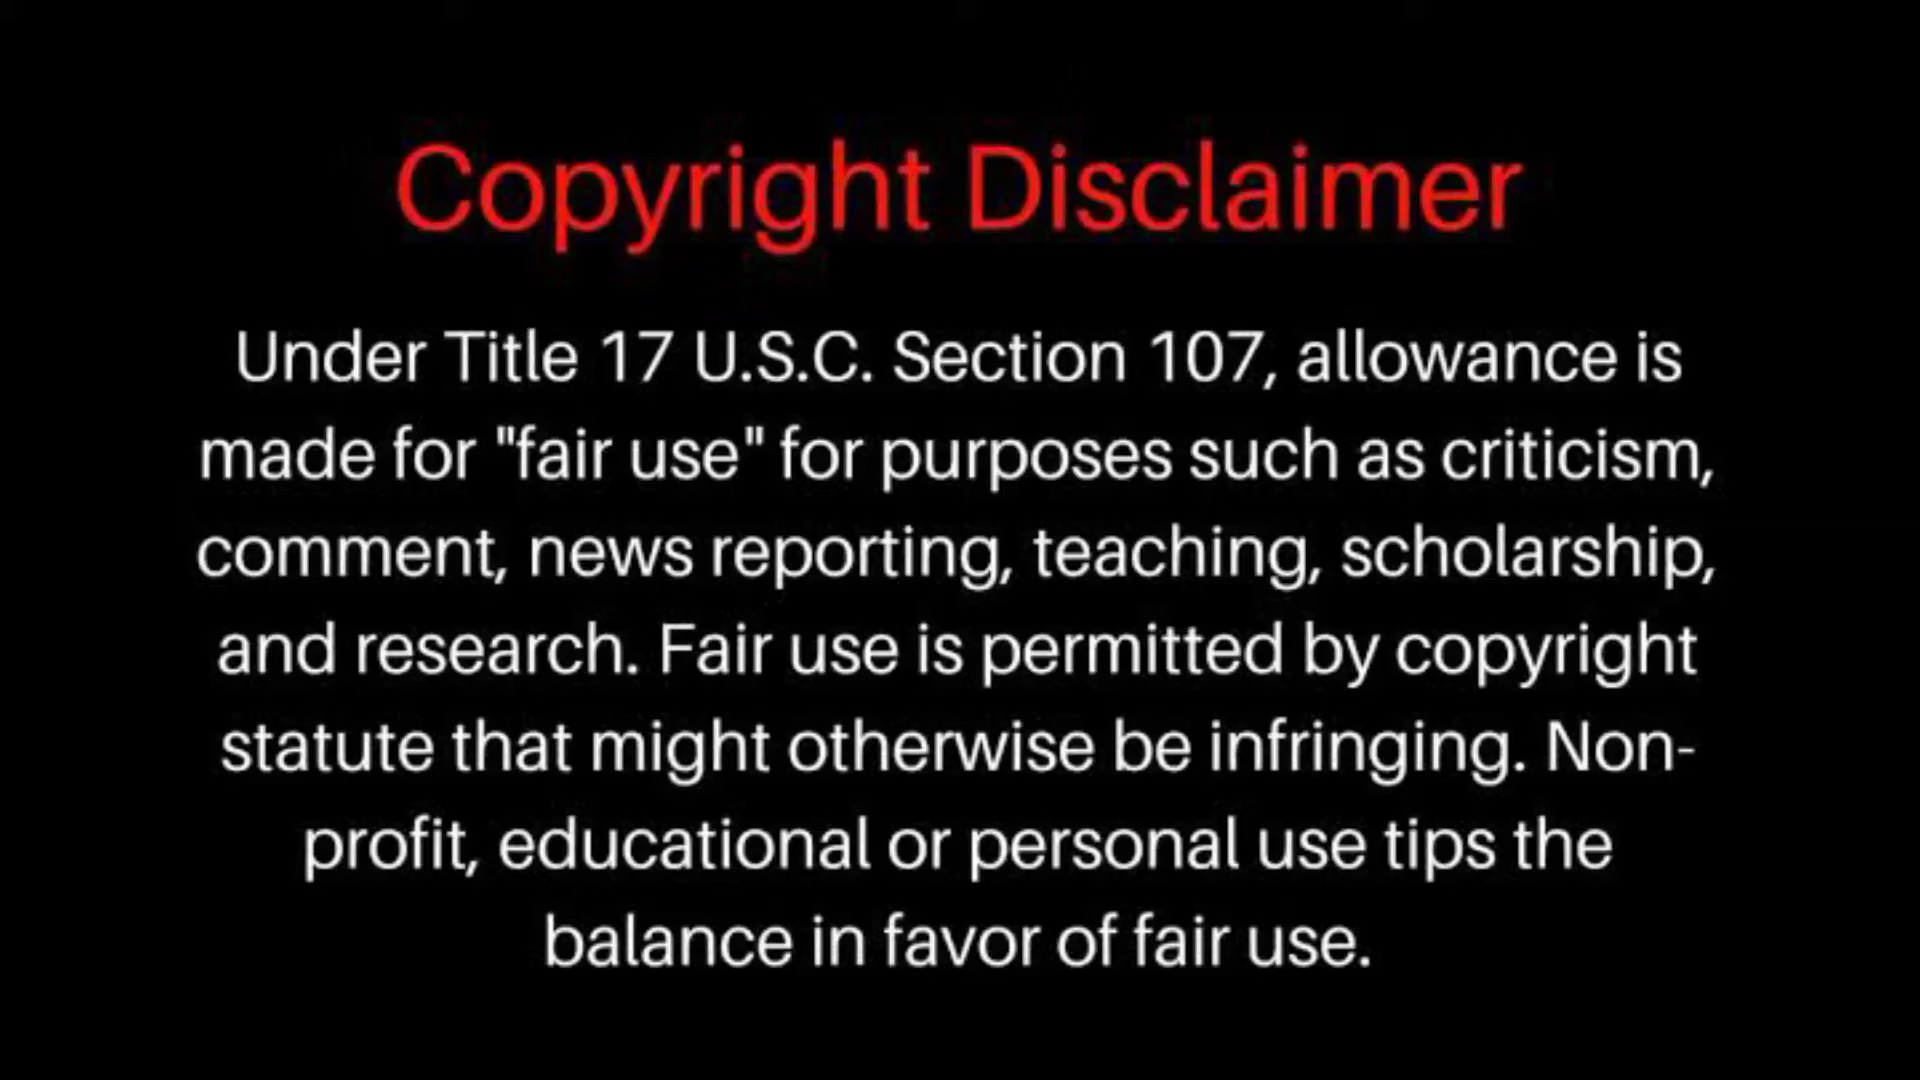 Copyright Disclaimer
Under Title 17 U.S.C. Section 107, allowance is
made for "fair use" for purposes such as criticism,
comment, news reporting, teaching, scholarship,
and research. Fair use is permitted by copyright
statute that might otherwise be infringing. Non-
profit, educational or personal use tips the
balance in favor of fair use.